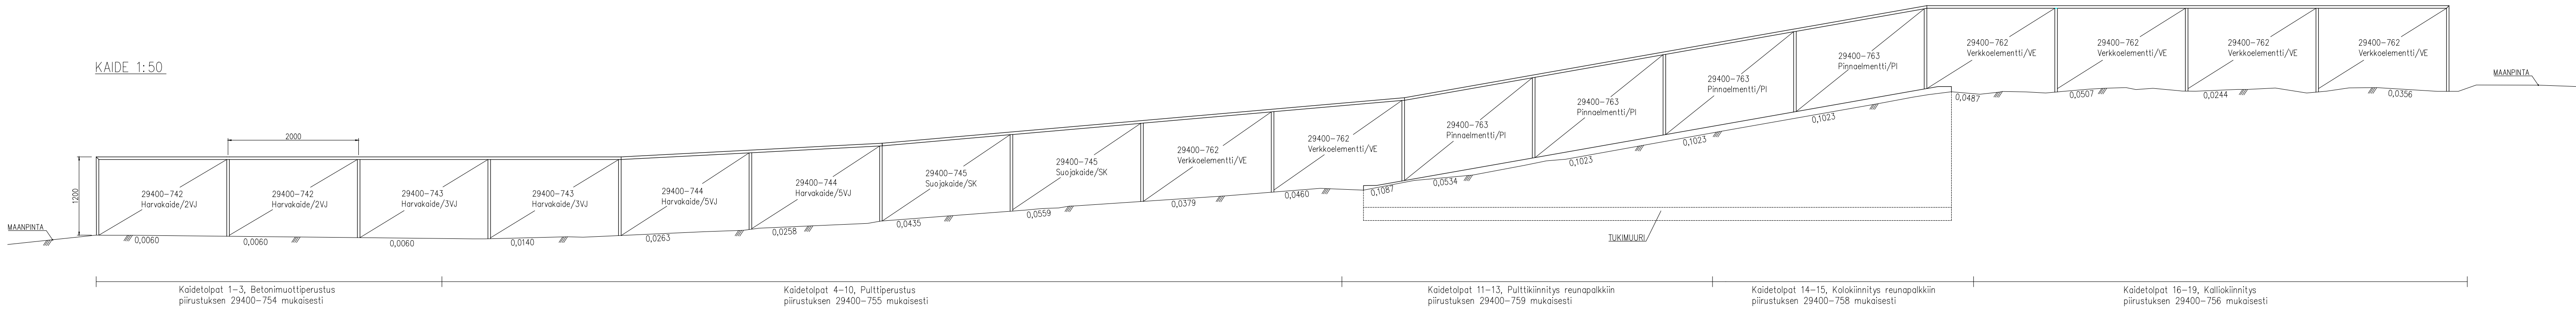 KAIDE 1:50
2000
1200
MAANPINTA
29400-742
Harvakaide/2VJ
29400-742
Harvakaide/2VJ
29400-743
Harvakaide/3VJ
29400-743
Harvakaide/3VJ
29400-744
Harvakaide/5VJ
29400-744
Harvakaide/5VJ
29400-745
Suojakaide/SK
29400-745
Suojakaide/SK
29400-762
Verkkoelementti/VE
29400-762
Verkkoelementti/VE
29400-763
Pinnaelmentti/PI
29400-763
Pinnaelmentti/PI
29400-763
Pinnaelmentti/PI
29400-763
Pinnaelmentti/PI
29400-762
Verkkoelementti/VE
29400-762
Verkkoelementti/VE
29400-762
Verkkoelementti/VE
29400-762
Verkkoelementti/VE
MAANPINTA
0,0060
0,0060
0,0060
0,0140
0,0263
0,0258
0,0435
0,0559
0,0379
0,0460
0,1087
0,0534
0,1023
0,1023
0,1023
0,0487
0,0507
0,0244
0,0356
TUKIMUURI
Kaidetolpat 1-3, Betonimuottiperustus
piirustuksen 29400-754 mukaisesti
Kaidetolpat 4-10, Pulttiperustus
piirustuksen 29400-755 mukaisesti
Kaidetolpat 11-13, Pulttikiinnitys reunapalkkiin
piirustuksen 29400-759 mukaisesti
Kaidetolpat 14-15, Kolokiinnitys reunapalkkiin
piirustuksen 29400-758 mukaisesti
Kaidetolpat 16-19, Kalliokiinnitys
piirustuksen 29400-756 mukaisesti